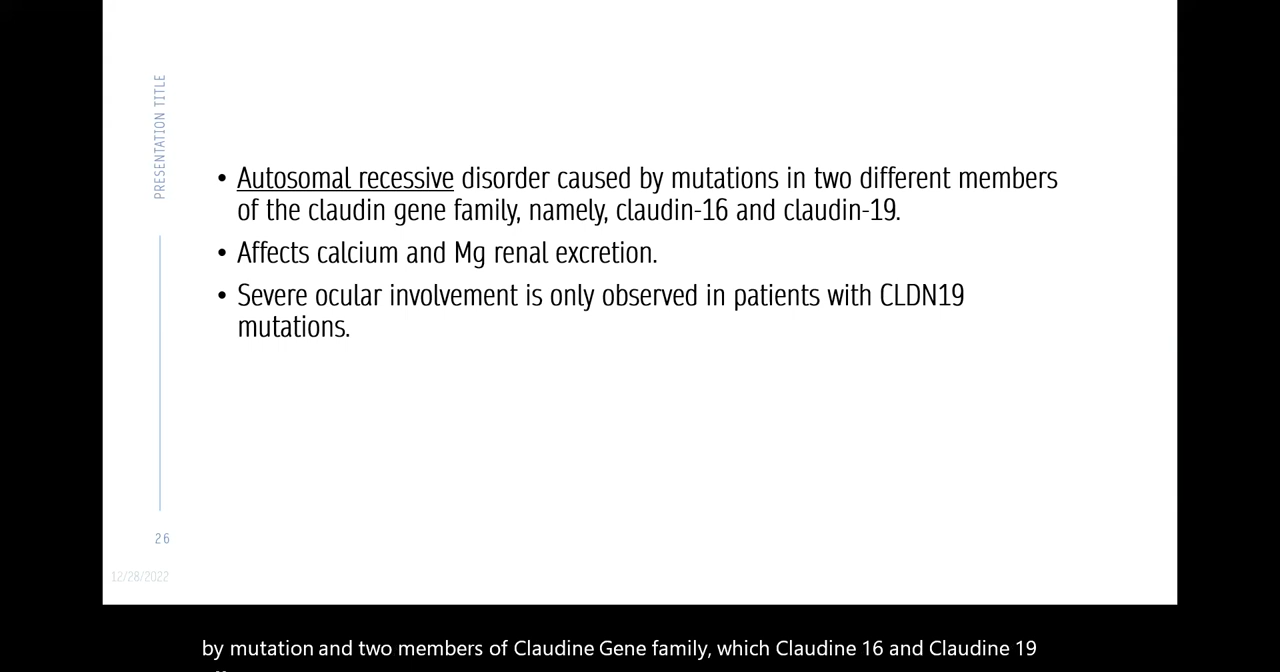 PRESENTATION TITLE
• Autosomal recessive disorder caused by mutations in two different members
of the claudin gene family, namely, claudin-16 and claudin-19.
• Affects calcium and Mg renal excretion.
• Severe ocular involvement is only observed in patients with CLDN19
mutations.
26
12/28/2022
by mutation and two members of Claudine Gene family, which Claudine 16 and Claudine 19